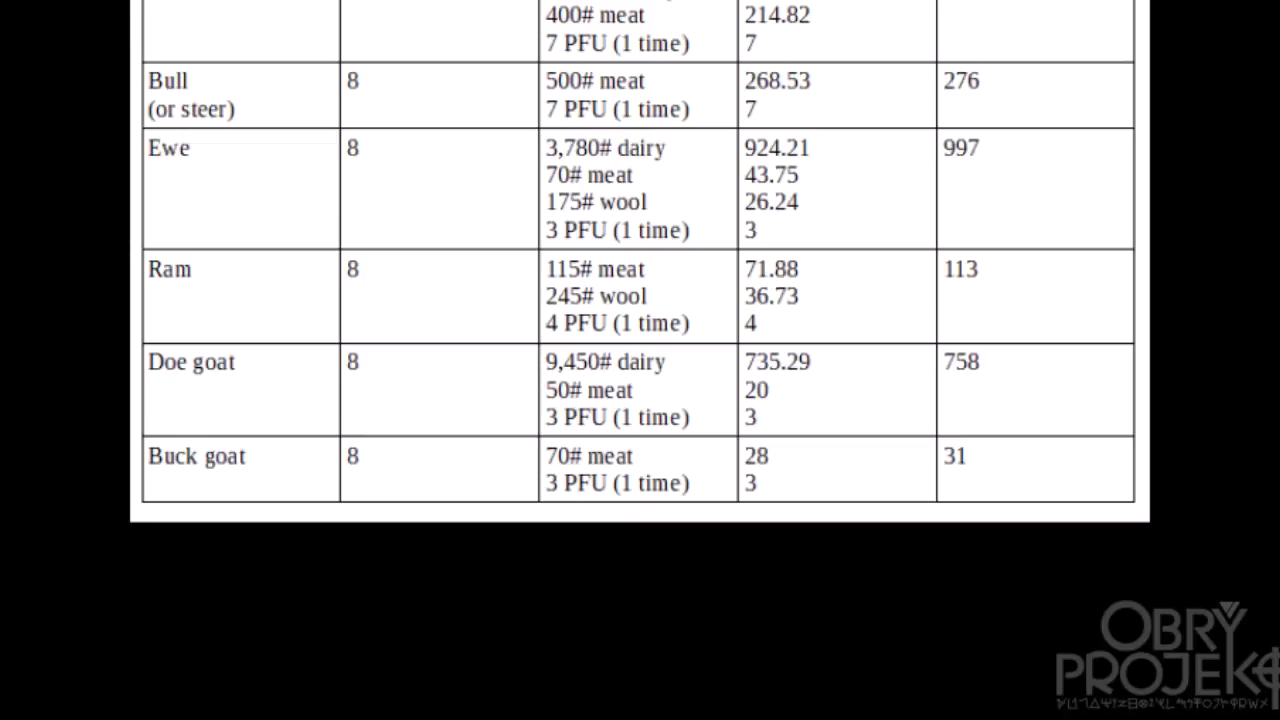 400# meat 214.82
7 PFU (1 time) 7
Bull 8 500# meat 268.53 276
(or steer) 7 PFU (1 time) 7
Ewe 8 3,780# dairy 924.21 997
70# meat 43.75
175# wool 26.24
3 PFU (1 time) 3
Ram 8 115# meat 71.88 113
245# wool 36.73
4 PFU (1 time) 4
Doe goat 8 9,450# dairy 735.29 758
50# meat 20
3 PFU (1 time) 3
Buck goat 8 70# meat 28 31
3 PFU (1 time) 3
OBRY
PROJEK